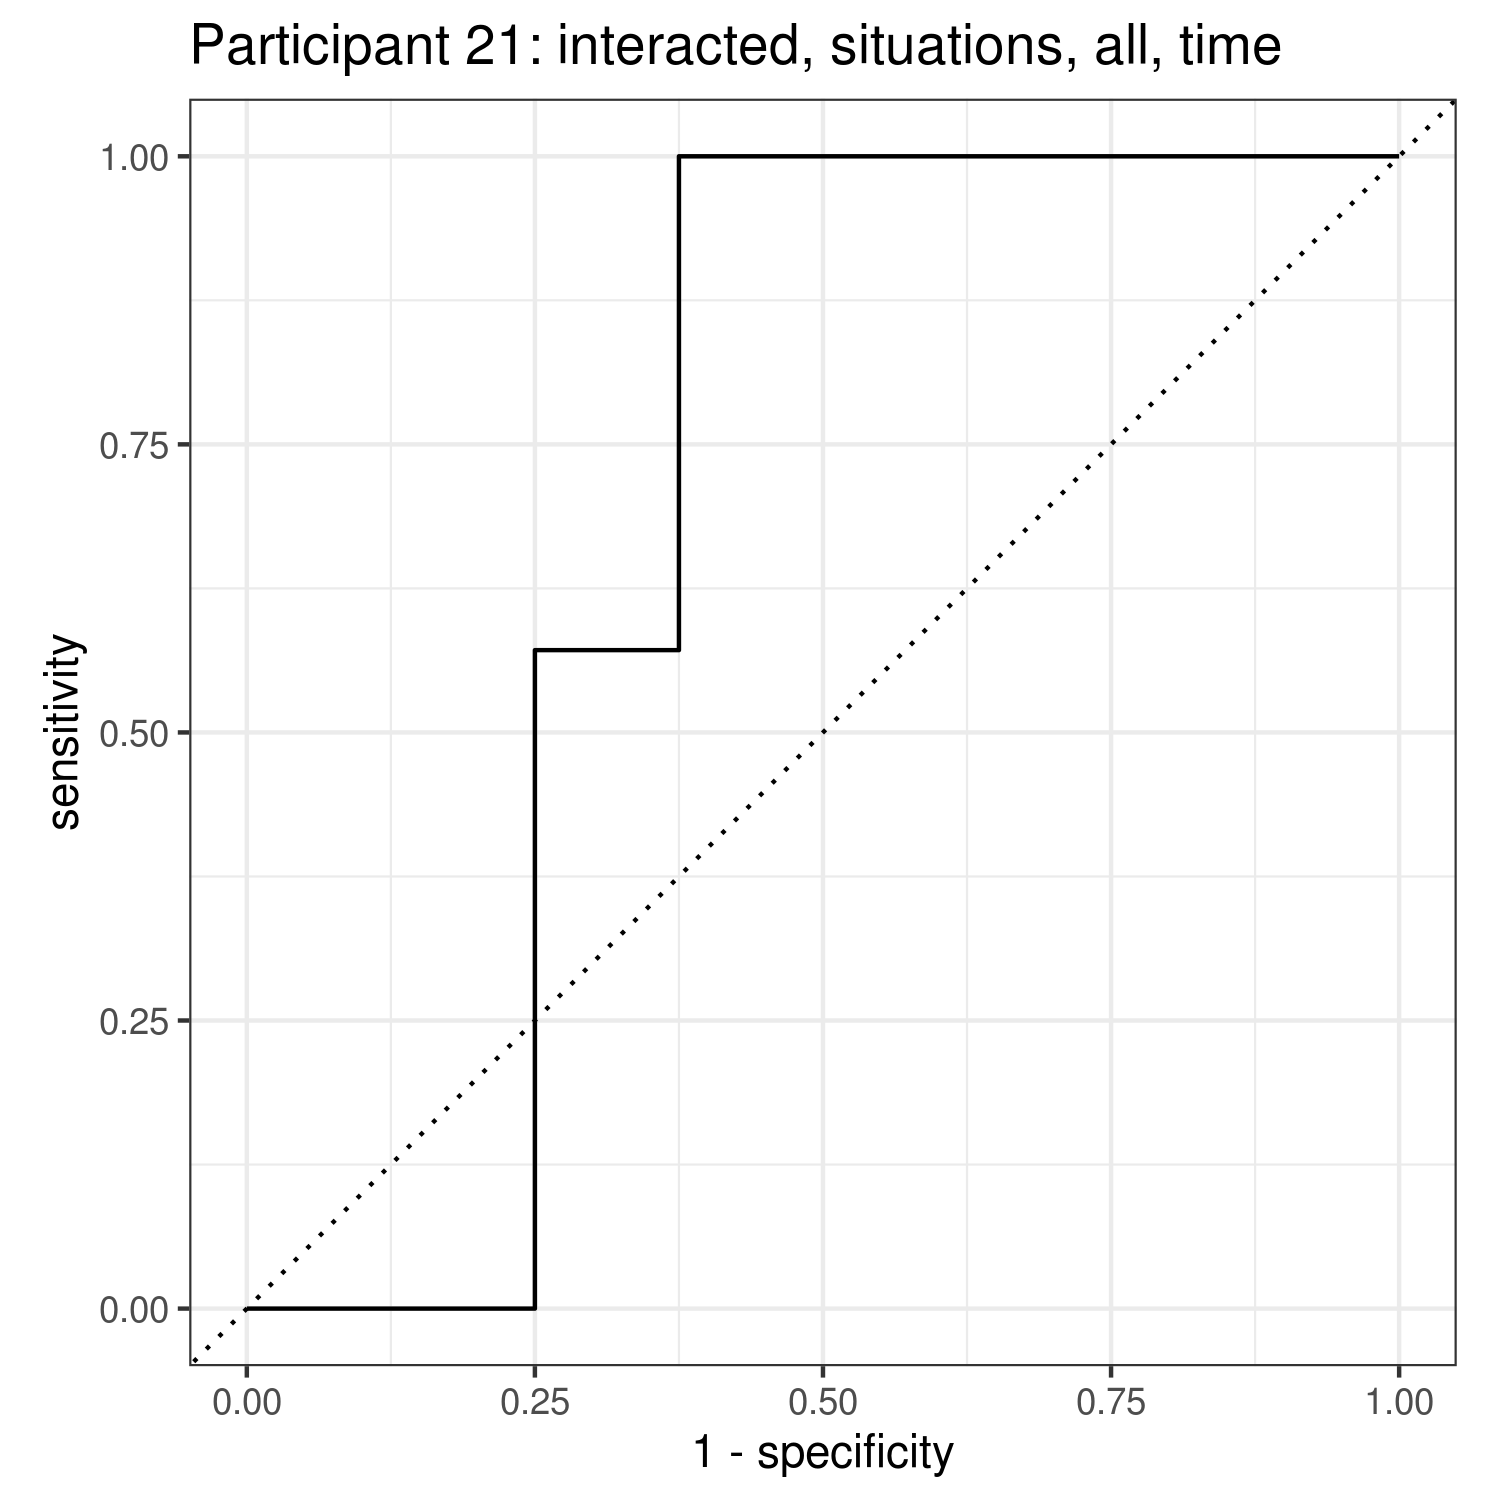 Participant 21: interacted, situations, all, time
1.00
0.75
0.50
0.25
0.00
sensitivity
0.00 0.25 0.50 0.75 1.00
1 - specificity